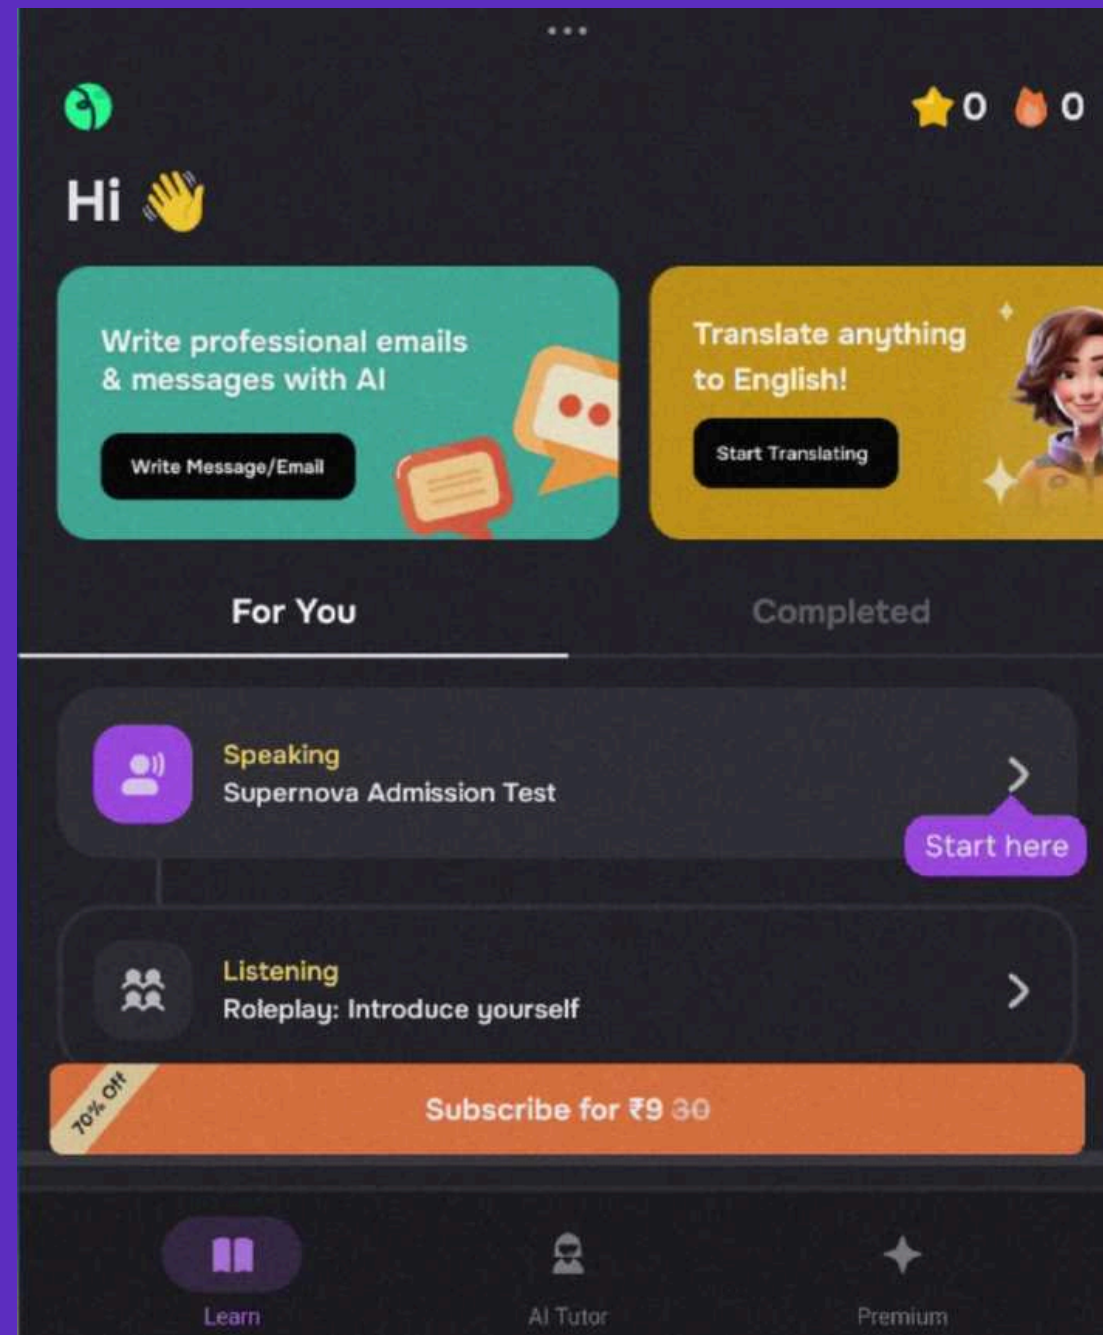 0 0
Hi
Write professional emails
& messages with AI
Write Message/Email
Translate anything
to English!
Start Translating
For You
Completed
Speaking
Supernova Admission Test
Start here
Listening
Roleplay: Introduce yourself
70% Off
Subscribe for ₹9 30
Learn
AI Tutor
Premium